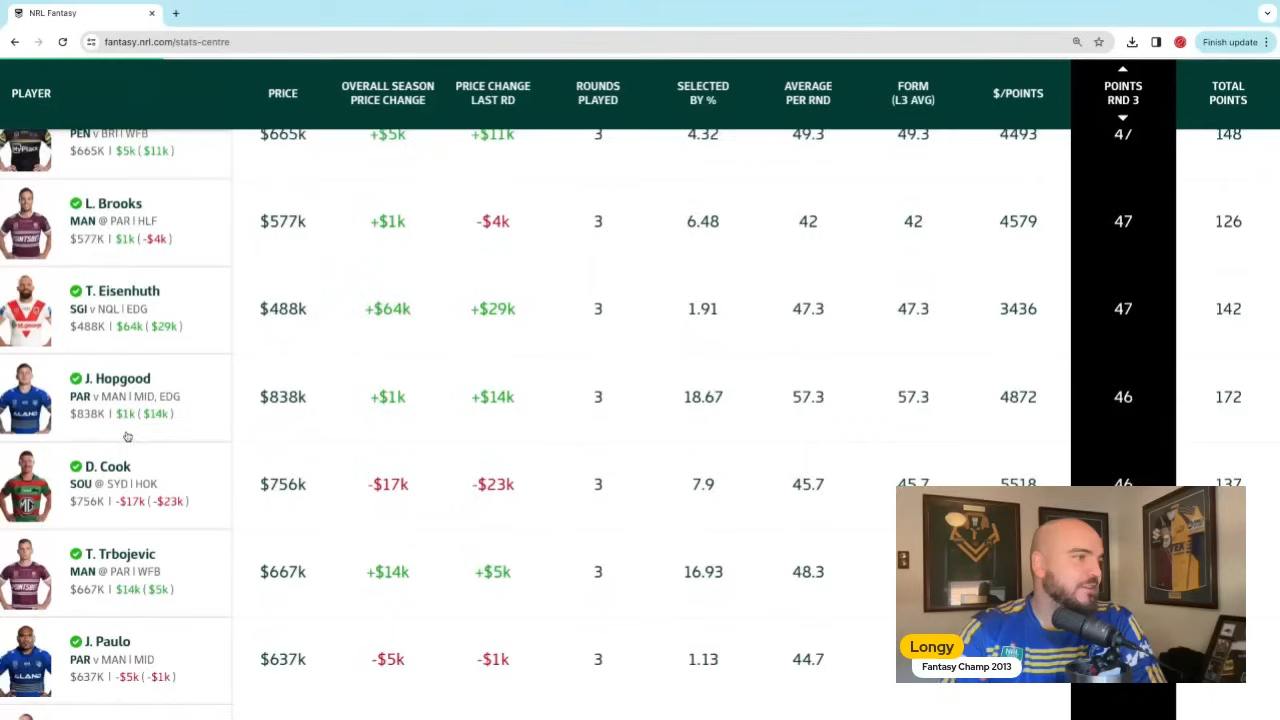 NRL Fantasy
fantasy.nrl.com/stats-centre
Finish update
PLAYER PRICE OVERALL SEASON PRICE CHANGE PRICE CHANGE LAST RD ROUNDS PLAYED SELECTED BY % AVERAGE PER RND FORM (L3 AVG) $/POINTS POINTS RND 3 TOTAL POINTS
PEN v BRI | WFB
$665K | $5k ( $11k )
$665k +$5k +$11k 3 4.32 49.3 49.3 4493 47 148
L. Brooks
MAN @ PAR | HLF
$577K | $1k (-$4k )
$577k +$1k -$4k 3 6.48 42 42 4579 47 126
T. Eisenhuth
SGI v NQL | EDG
$488K | $64k ( $29k )
$488k +$64k +$29k 3 1.91 47.3 47.3 3436 47 142
J. Hopgood
PAR v MAN | MID, EDG
$838K | $1k ( $14k )
$838k +$1k +$14k 3 18.67 57.3 57.3 4872 46 172
D. Cook
SOU @ SYD | HOK
$756K | -$17k (-$23k )
$756k -$17k -$23k 3 7.9 45.7 45.7 5518 46 137
T. Trbojevic
MAN @ PAR | WFB
$667K | $14k ( $5k )
$667k +$14k +$5k 3 16.93 48.3
J. Paulo
PAR v MAN | MID
$637K | -$5k (-$1k )
$637k -$5k -$1k 3 1.13 44.7
Longy
Fantasy Champ 2013